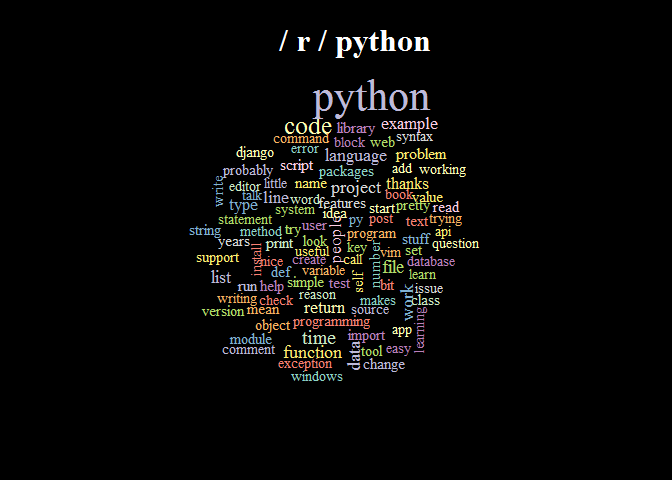 / r / python
python
code library example
command block web syntax
django error language problem
probably script packages add working
write editor little name project thanks
talk line words features book value
type system idea start pretty read
statement try user people py post text trying
string method program api
years print look key stuff question
support install nice useful call vim set database
create variable number file learn
list def self
run help simple test bit work issue
writing check reason makes class
version mean return source
object programming app learning
module time import
comment function data tool easy
exception change
windows